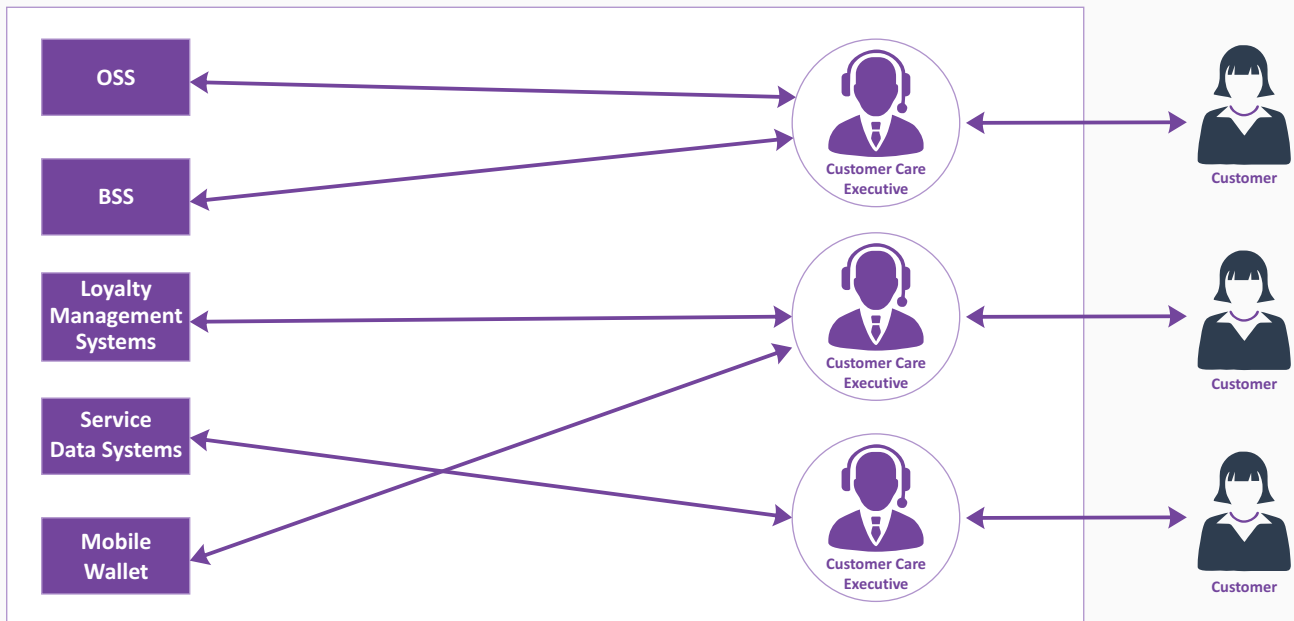 OSS
BSS
Loyalty
Management
Systems
Service
Data Systems
Mobile
Wallet
Customer Care
Executive
Customer
Customer Care
Executive
Customer
Customer Care
Executive
Customer